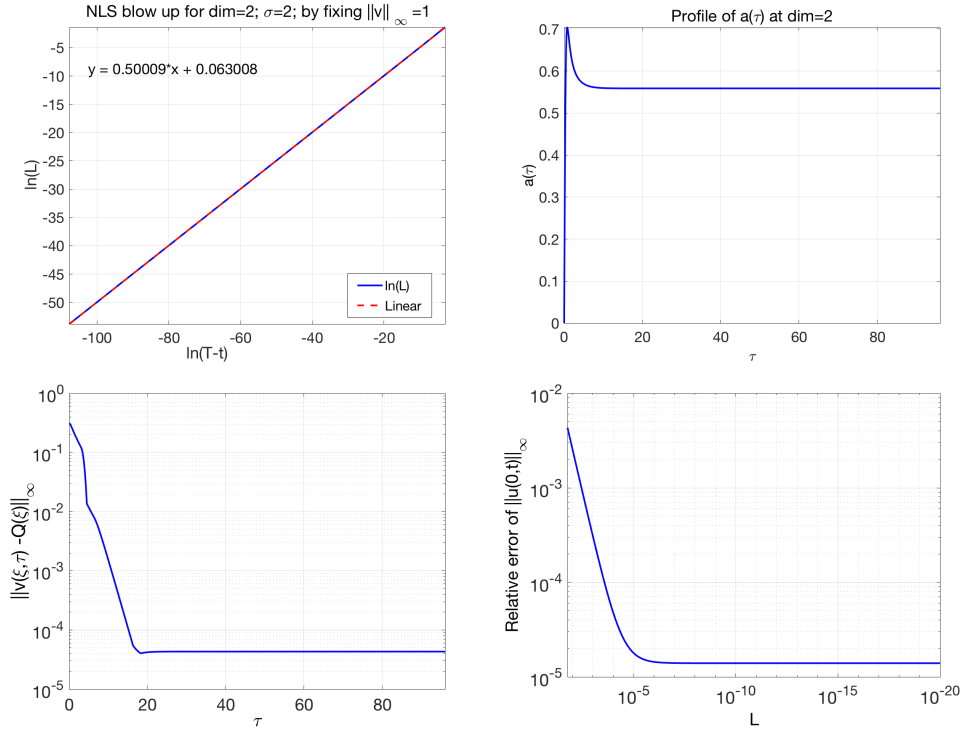 NLS blow up for dim=2; σ=2; by fixing ||v||∞ =1
-5
-10
-15
-20
-25
-30
-35
-40
-45
-50
ln(L)
y = 0.50009*x + 0.063008
ln(L)
Linear
-100 -80 -60 -40 -20
ln(T-t)
Profile of a(τ) at dim=2
0.7
0.6
0.5
0.4
0.3
0.2
0.1
0
a(τ)
0 20 40 60 80
τ
10^0
10^-1
10^-2
10^-3
10^-4
10^-5
||v(ξ,τ) -Q(ξ)||∞
0 20 40 60 80
τ
10^-2
10^-3
10^-4
10^-5
Relative error of ||u(0,t)||∞
10^-5 10^-10 10^-15 10^-20
L